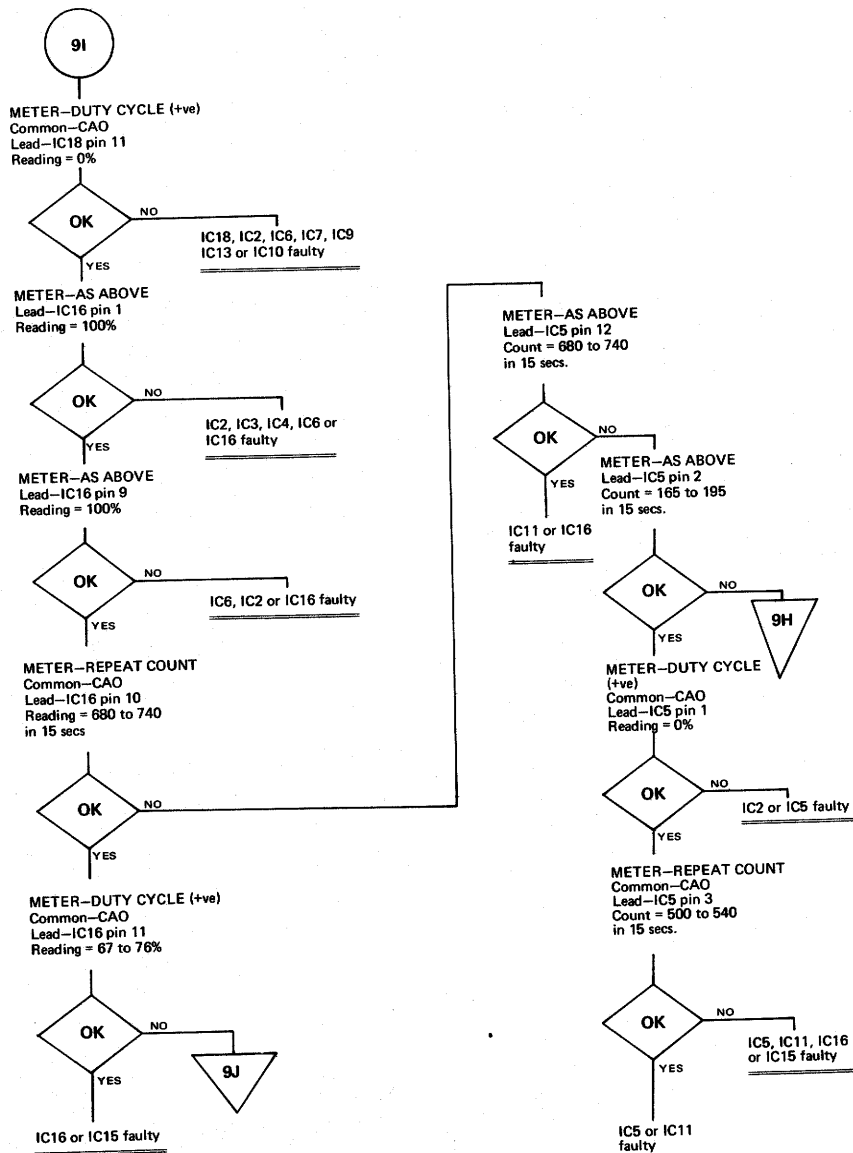 9I
METER–DUTY CYCLE (+ve)
Common–CAO
Lead–IC18 pin 11
Reading = 0%
OK
NO
IC18, IC2, IC6, IC7, IC9
IC13 or IC10 faulty
YES
METER–AS ABOVE
Lead–IC16 pin 1
Reading = 100%
OK
NO
IC2, IC3, IC4, IC6 or
IC16 faulty
YES
METER–AS ABOVE
Lead–IC16 pin 9
Reading = 100%
OK
NO
IC6, IC2 or IC16 faulty
YES
METER–REPEAT COUNT
Common–CAO
Lead–IC16 pin 10
Reading = 680 to 740
in 15 secs
OK
NO
YES
METER–DUTY CYCLE (+ve)
Common–CAO
Lead–IC16 pin 11
Reading = 67 to 76%
OK
NO
9J
YES
IC16 or IC15 faulty
METER–AS ABOVE
Lead–IC5 pin 12
Count = 680 to 740
in 15 secs.
OK
NO
YES
IC11 or IC16
faulty
METER–AS ABOVE
Lead–IC5 pin 2
Count = 165 to 195
in 15 secs.
OK
NO
9H
YES
METER–DUTY CYCLE
(+ve)
Common–CAO
Lead–IC5 pin 1
Reading = 0%
OK
NO
IC2 or IC5 faulty
YES
METER–REPEAT COUNT
Common–CAO
Lead–IC5 pin 3
Count = 500 to 540
in 15 secs.
OK
NO
IC5, IC11, IC16
or IC15 faulty
YES
IC5 or IC11
faulty